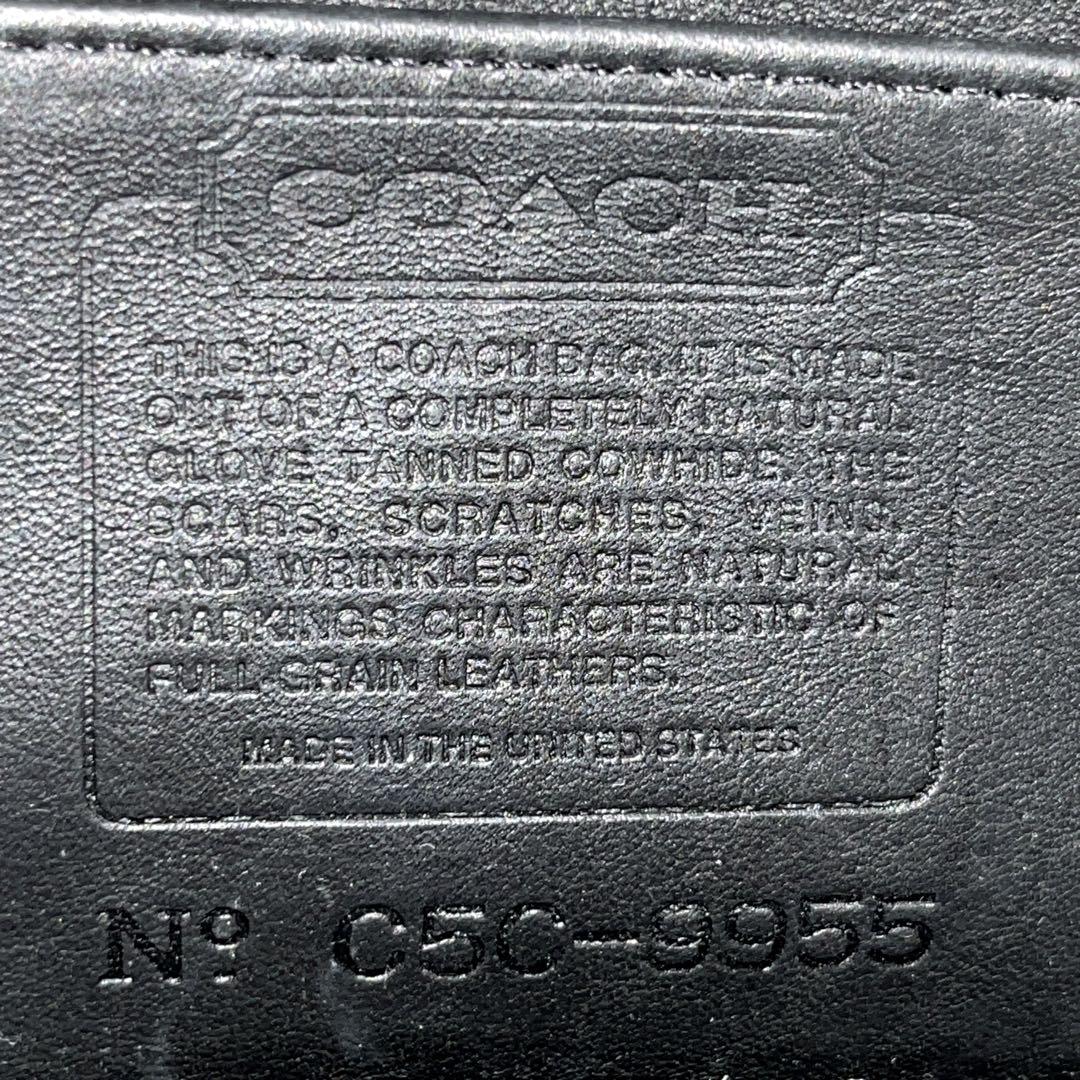 COACH
THIS IS A COACH BAG. IT IS MADE
OUT OF A COMPLETELY NATURAL
GLOVE TANNED COWHIDE. THE
SCARS, SCRATCHES, VEINS,
AND WRINKLES ARE NATURAL
MARKINGS CHARACTERISTIC OF
FULL GRAIN LEATHERS.
MADE IN THE UNITED STATES
Nº C5C-9955